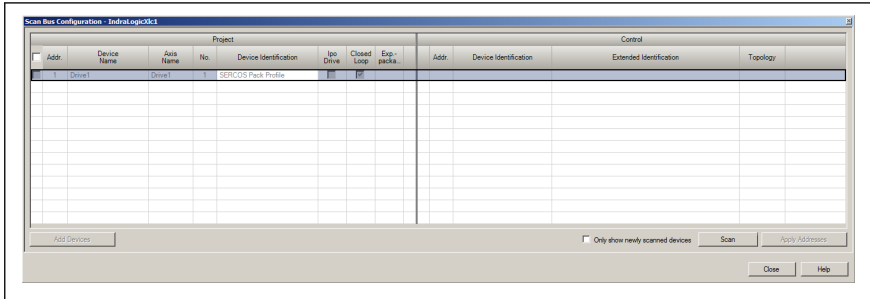 Scan Bus Configuration - IndraLogicXlc1
Project Control
Addr. Device Name Axis Name No. Device Identification Ipo Drive Closed Loop Exp.-packa... Addr. Device Identification Extended Identification Topology
1 Drive1 Drive1 1 SERCOS Pack Profile
Add Devices Only show newly scanned devices Scan Apply Addresses
Close Help